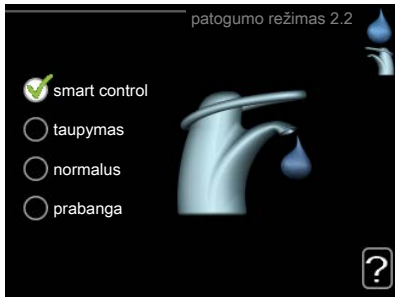 patogumo režimas 2.2
smart control
taupymas
normalus
prabanga
?